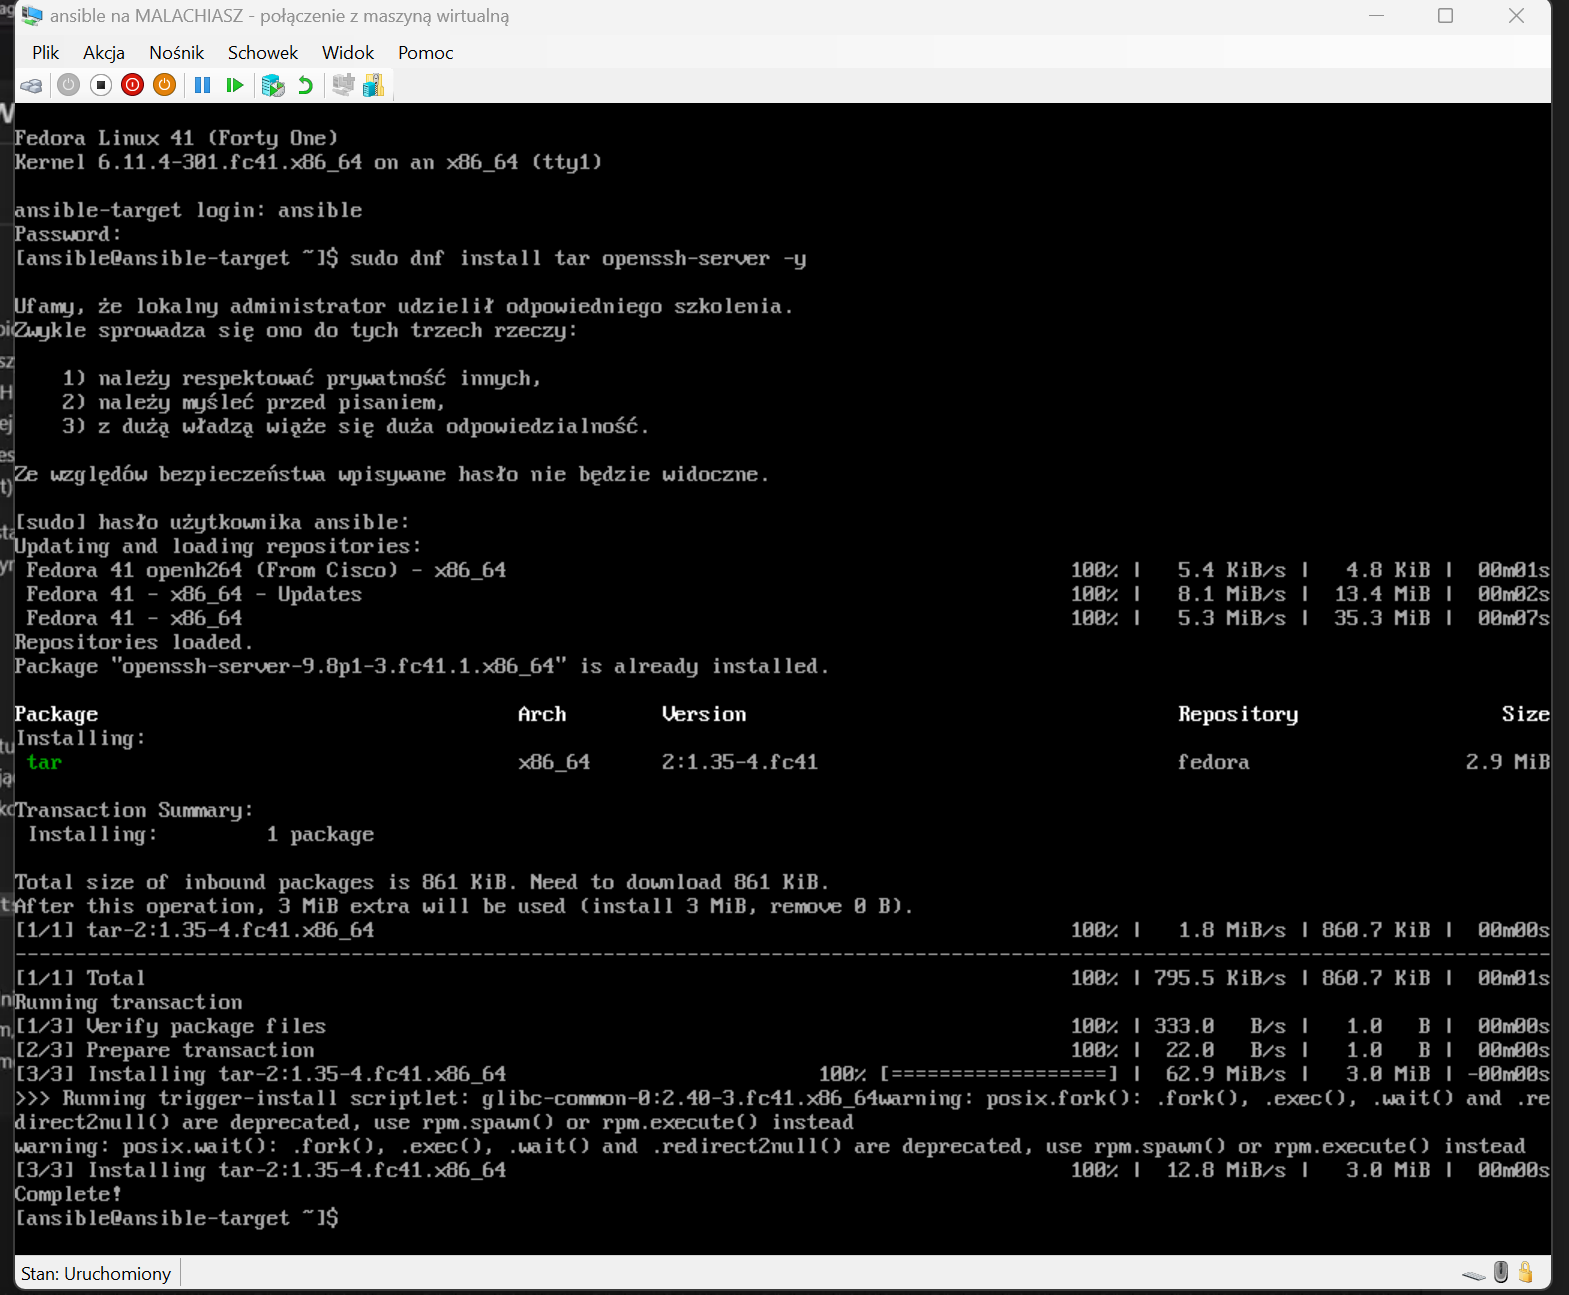 ansible na MALACHIASZ - połączenie z maszyną wirtualną
Plik Akcja Nośnik Schowek Widok Pomoc
Fedora Linux 41 (Forty One)
Kernel 6.11.4-301.fc41.x86_64 on an x86_64 (tty1)
ansible-target login: ansible
Password:
[ansible@ansible-target ~]$ sudo dnf install tar openssh-server -y
Ufamy, że lokalny administrator udzielił odpowiedniego szkolenia.
Zwykle sprowadza się ono do tych trzech rzeczy:
1) należy respektować prywatność innych,
2) należy myśleć przed pisaniem,
3) z dużą władzą wiąże się duża odpowiedzialność.
Ze względów bezpieczeństwa wpisywane hasło nie będzie widoczne.
[sudo] hasło użytkownika ansible:
Updating and loading repositories:
Fedora 41 openh264 (From Cisco) - x86_64 100% | 5.4 KiB/s | 4.8 KiB | 00m01s
Fedora 41 - x86_64 - Updates 100% | 8.1 MiB/s | 13.4 MiB | 00m02s
Fedora 41 - x86_64 100% | 5.3 MiB/s | 35.3 MiB | 00m07s
Repositories loaded.
Package "openssh-server-9.8p1-3.fc41.1.x86_64" is already installed.
Package Arch Version Repository Size
Installing:
tar x86_64 2:1.35-4.fc41 fedora 2.9 MiB
Transaction Summary:
Installing: 1 package
Total size of inbound packages is 861 KiB. Need to download 861 KiB.
After this operation, 3 MiB extra will be used (install 3 MiB, remove 0 B).
[1/1] tar-2:1.35-4.fc41.x86_64 100% | 1.8 MiB/s | 860.7 KiB | 00m00s
--------------------------------------------------------------------------------------------------------------------------------
[1/1] Total 100% | 795.5 KiB/s | 860.7 KiB | 00m01s
Running transaction
[1/3] Verify package files 100% | 333.0 B/s | 1.0 B | 00m00s
[2/3] Prepare transaction 100% | 22.0 B/s | 1.0 B | 00m00s
[3/3] Installing tar-2:1.35-4.fc41.x86_64 100% [==================] | 62.9 MiB/s | 3.0 MiB | -00m00s
>>> Running trigger-install scriptlet: glibc-common-0:2.40-3.fc41.x86_64warning: posix.fork(): .fork(), .exec(), .wait() and .re
direct2null() are deprecated, use rpm.spawn() or rpm.execute() instead
warning: posix.wait(): .fork(), .exec(), .wait() and .redirect2null() are deprecated, use rpm.spawn() or rpm.execute() instead
[3/3] Installing tar-2:1.35-4.fc41.x86_64 100% | 12.8 MiB/s | 3.0 MiB | 00m00s
Complete!
[ansible@ansible-target ~]$
Stan: Uruchomiony